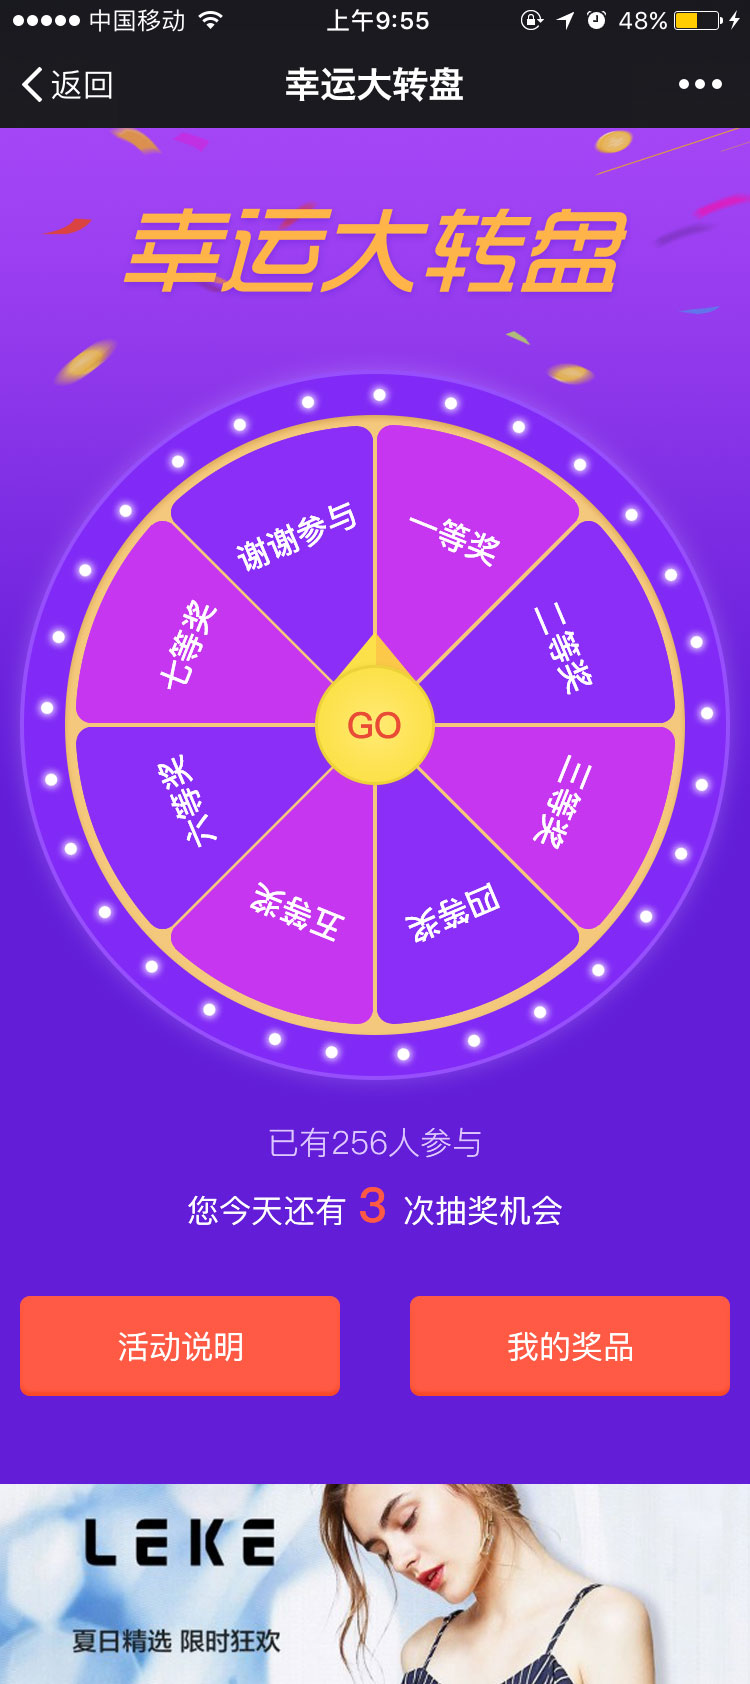 中国移动 上午9:55 48%
返回 幸运大转盘
幸运大转盘
谢谢参与
一等奖
七等奖
二等奖
GO
六等奖
三等奖
五等奖
四等奖
已有256人参与
您今天还有 3 次抽奖机会
活动说明 我的奖品
LEKE
夏日精选 限时狂欢